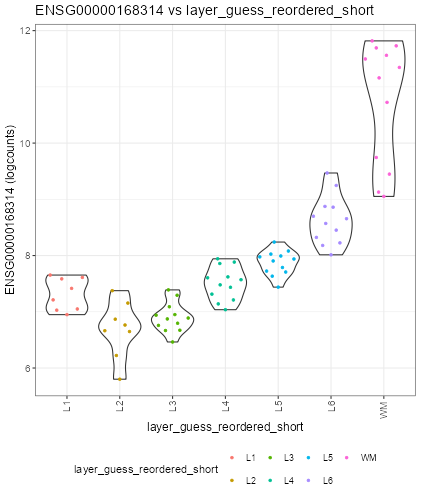 ENSG00000168314 vs layer_guess_reordered_short
ENSG00000168314 (logcounts)
12
10
8
6
L1
L2
L3
L4
L5
L6
WM
layer_guess_reordered_short
layer_guess_reordered_short
L1 L3 L5 WM
L2 L4 L6